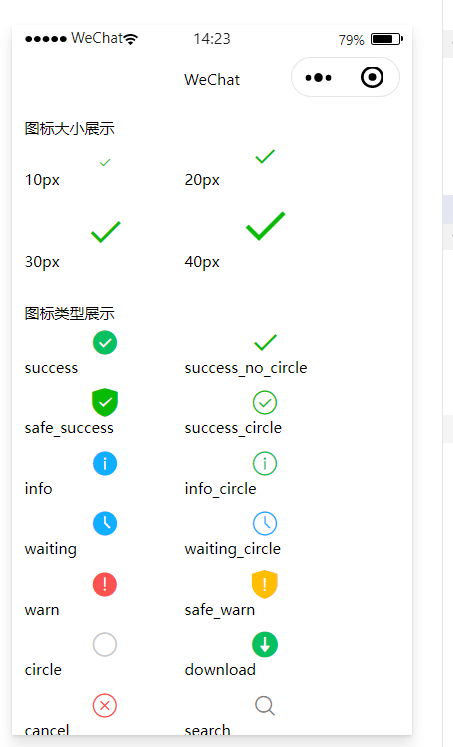 WeChat 14:23 79%
WeChat
图标大小展示
10px 20px
30px 40px
图标类型展示
success success_no_circle
safe_success success_circle
info info_circle
waiting waiting_circle
warn safe_warn
circle download
cancel search